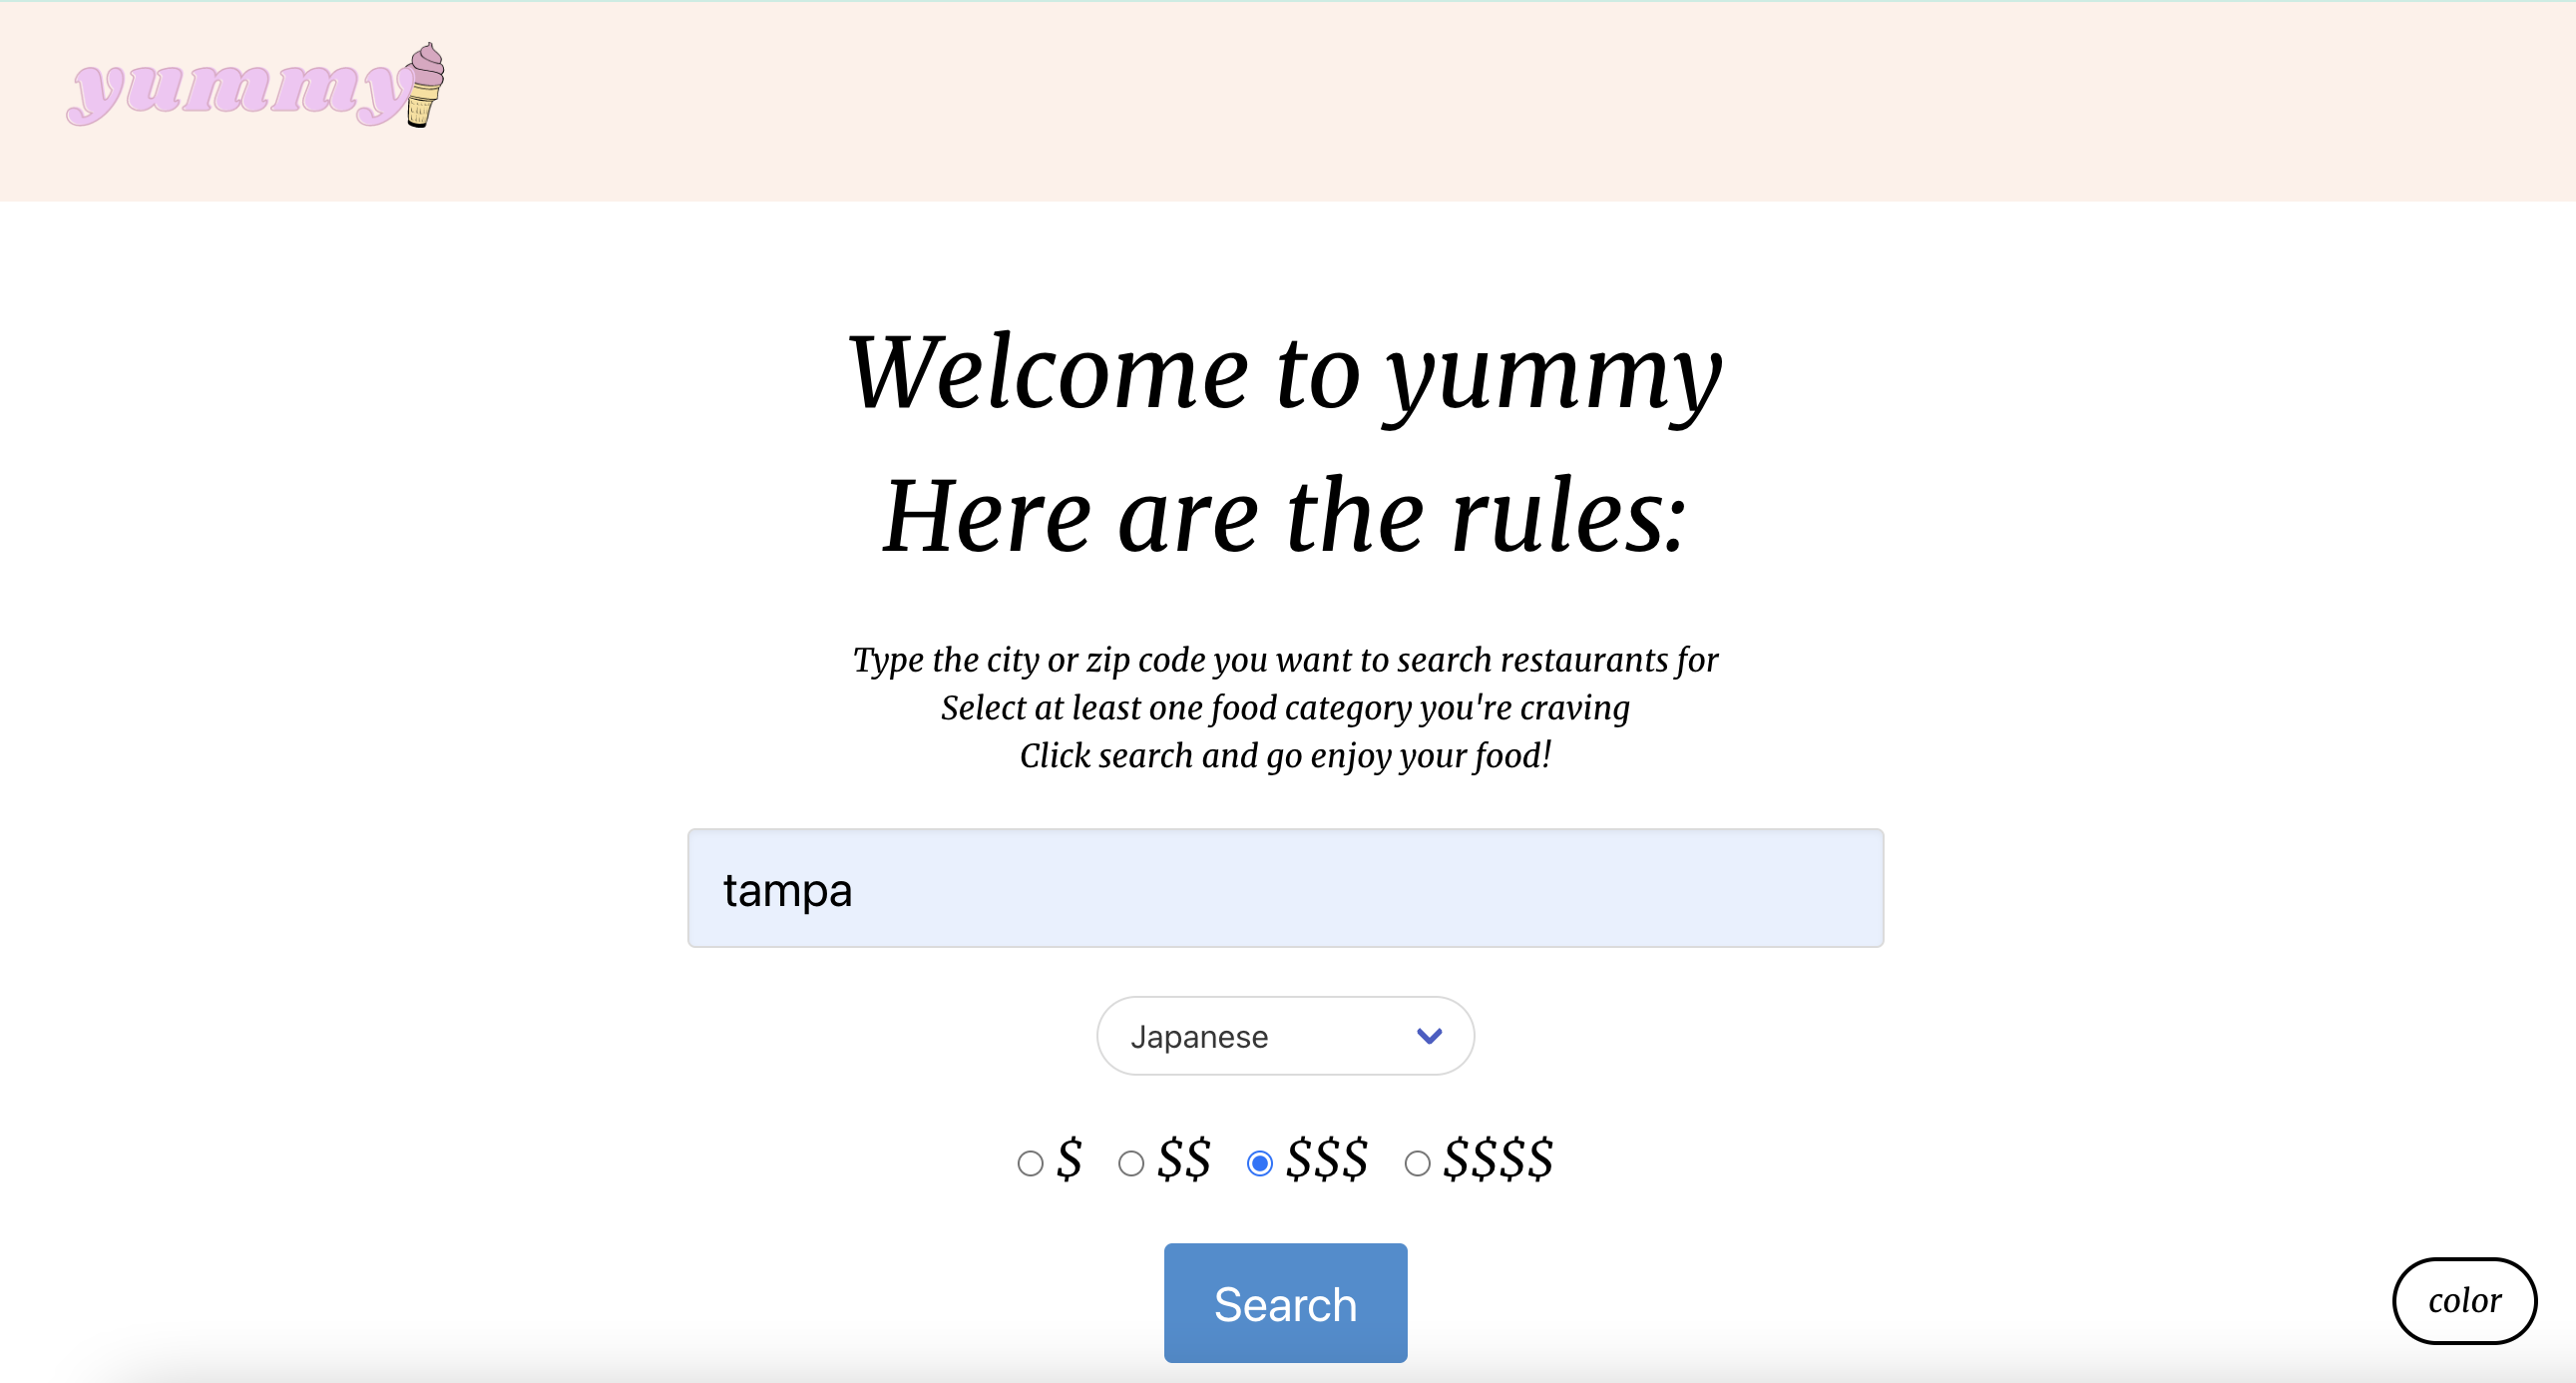 yummy
Welcome to yummy
Here are the rules:
Type the city or zip code you want to search restaurants for
Select at least one food category you're craving
Click search and go enjoy your food!
tampa
Japanese
$ $$ $$$ $$$$
Search
color